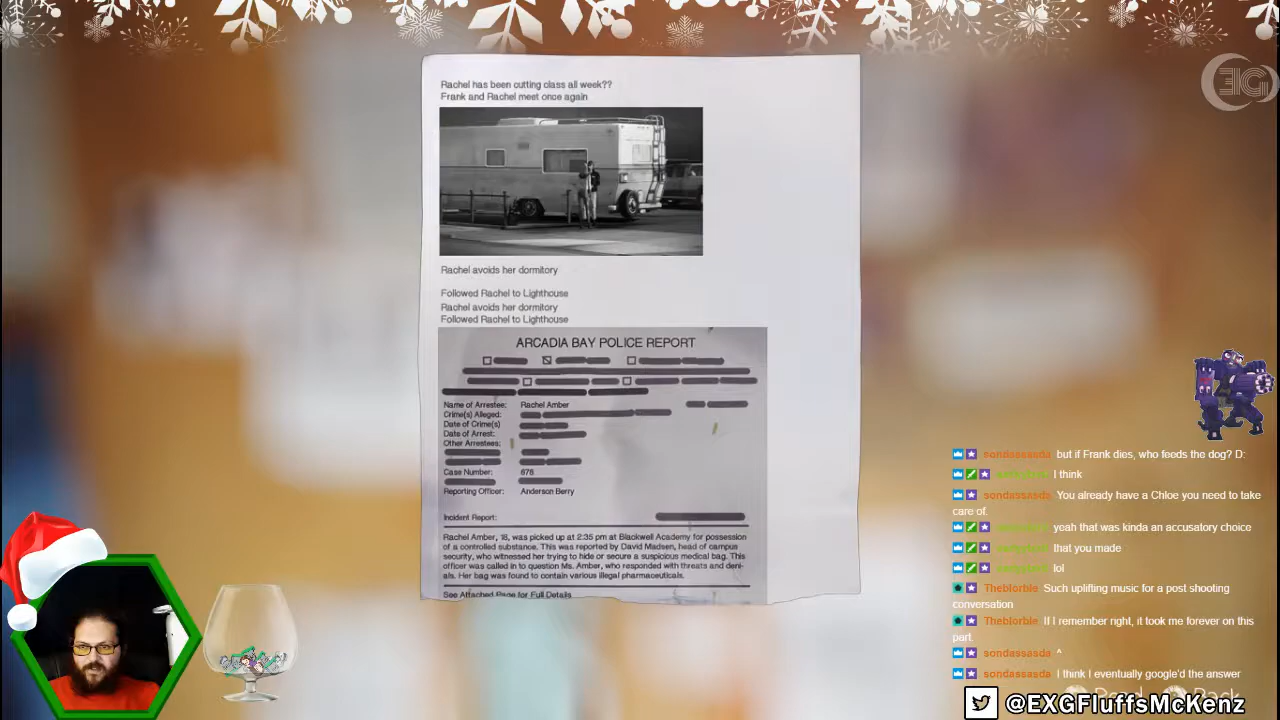 Rachel has been cutting class all week??
Frank and Rachel meet once again
Rachel avoids her dormitory
Followed Rachel to Lighthouse
Rachel avoids her dormitory
Followed Rachel to Lighthouse
ARCADIA BAY POLICE REPORT
Name of Arrestee: Rachel Amber
Crime(s) Alleged:
Date of Crime(s)
Date of Arrest:
Other Arrestees:
Case Number: 678
Reporting Officer: Anderson Berry
Incident Report:
Rachel Amber, 18, was picked up at 2:35 pm at Blackwell Academy for possession
of a controlled substance. This was reported by David Madsen, head of campus
security, who witnessed her trying to hide or secure a suspicious medical bag. This
officer was called in to question Ms. Amber, who responded with threats and deni-
als. Her bag was found to contain various illegal pharmaceuticals.
See Attached Page for Full Details
3G
sondassasda but if Frank dies, who feeds the dog? D:
I think
sondassasda You already have a Chloe you need to take
care of.
yeah that was kinda an accusatory choice
that you made
lol
Theblorble Such uplifting music for a post shooting
conversation
Theblorble If I remember right, it took me forever on this
part.
sondassasda ^
sondassasda I think I eventually google'd the answer
@EXGFluffsMcKenz